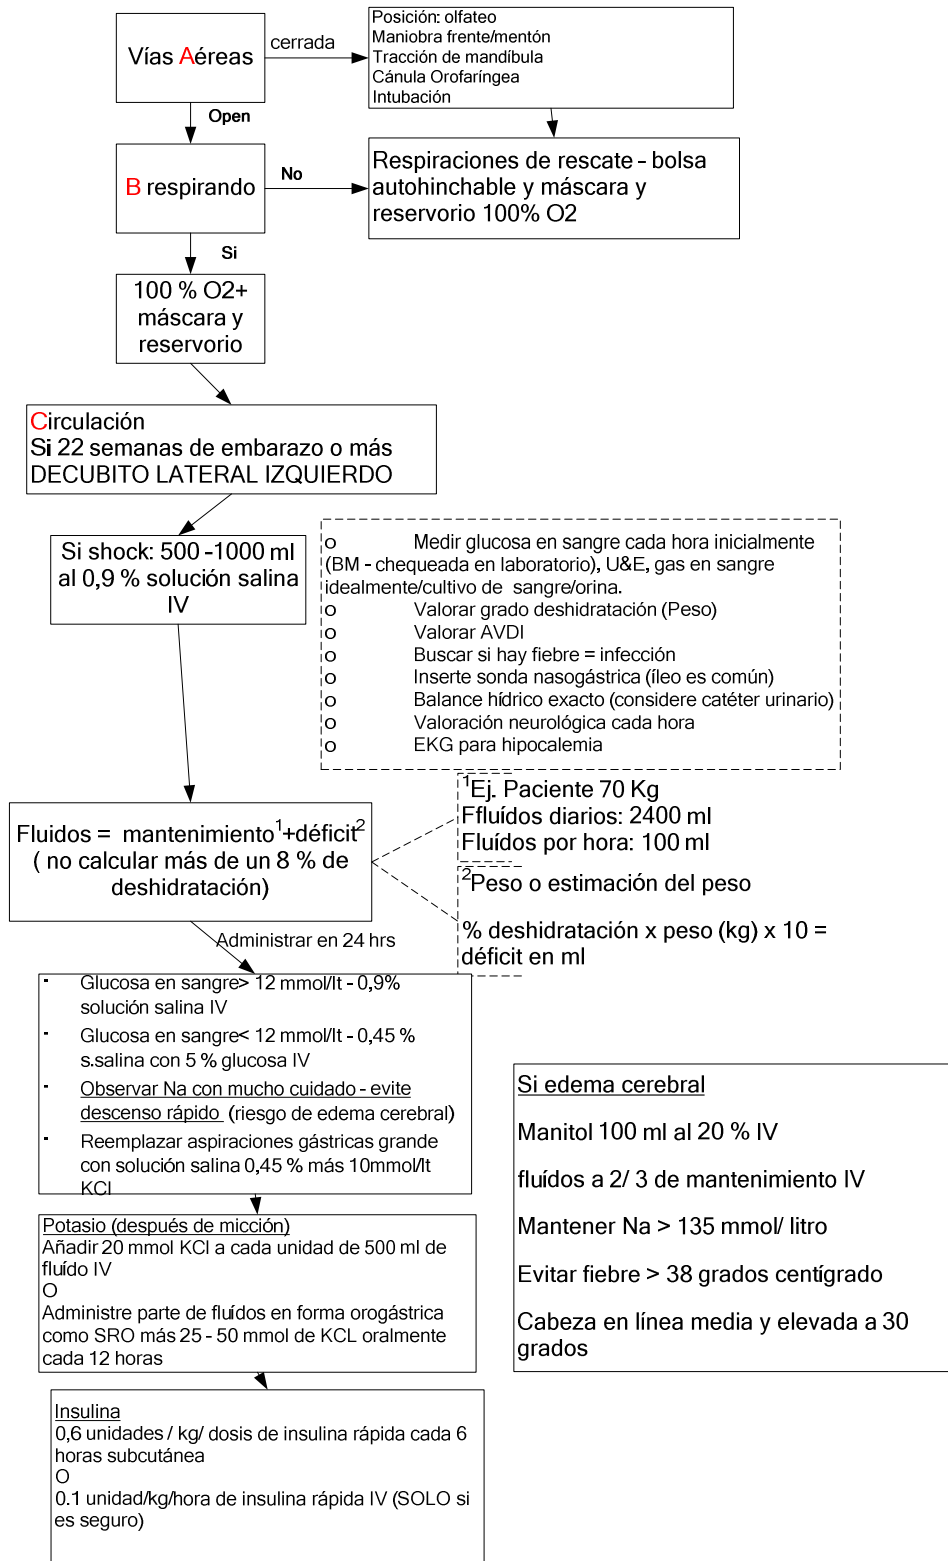 Vías Aéreas
cerrada
Posición: olfateo
Maniobra frente/mentón
Tracción de mandíbula
Cánula Orofaríngea
Intubación
Open
B respirando
No
Respiraciones de rescate - bolsa
autohinchable y máscara y
reservorio 100% O2
Si
100 % O2+
máscara y
reservorio
Circulación
Si 22 semanas de embarazo o más
DECUBITO LATERAL IZQUIERDO
Si shock: 500 -1000 ml
al 0,9 % solución salina
IV
o Medir glucosa en sangre cada hora inicialmente
(BM - chequeada en laboratorio), U&E, gas en sangre
idealmente/cultivo de sangre/orina.
o Valorar grado deshidratación (Peso)
o Valorar AVDI
o Buscar si hay fiebre = infección
o Inserte sonda nasogástrica (íleo es común)
o Balance hídrico exacto (considere catéter urinario)
o Valoración neurológica cada hora
o EKG para hipocalemia
Fluidos = mantenimiento¹+déficit²
( no calcular más de un 8 % de
deshidratación)
¹Ej. Paciente 70 Kg
Ffluídos diarios: 2400 ml
Fluídos por hora: 100 ml
²Peso o estimación del peso
% deshidratación x peso (kg) x 10 =
déficit en ml
Administrar en 24 hrs
- Glucosa en sangre> 12 mmol/lt - 0,9%
solución salina IV
- Glucosa en sangre< 12 mmol/lt - 0,45 %
s.salina con 5 % glucosa IV
- Observar Na con mucho cuidado - evite
descenso rápido (riesgo de edema cerebral)
- Reemplazar aspiraciones gástricas grande
con solución salina 0,45 % más 10mmol/lt
KCl
Si edema cerebral
Manitol 100 ml al 20 % IV
fluídos a 2/ 3 de mantenimiento IV
Mantener Na > 135 mmol/ litro
Evitar fiebre > 38 grados centígrado
Cabeza en línea media y elevada a 30
grados
Potasio (después de micción)
Añadir 20 mmol KCl a cada unidad de 500 ml de
fluído IV
O
Administre parte de fluídos en forma orogástrica
como SRO más 25 - 50 mmol de KCL oralmente
cada 12 horas
Insulina
0,6 unidades / kg/ dosis de insulina rápida cada 6
horas subcutánea
O
0.1 unidad/kg/hora de insulina rápida IV (SOLO si
es seguro)